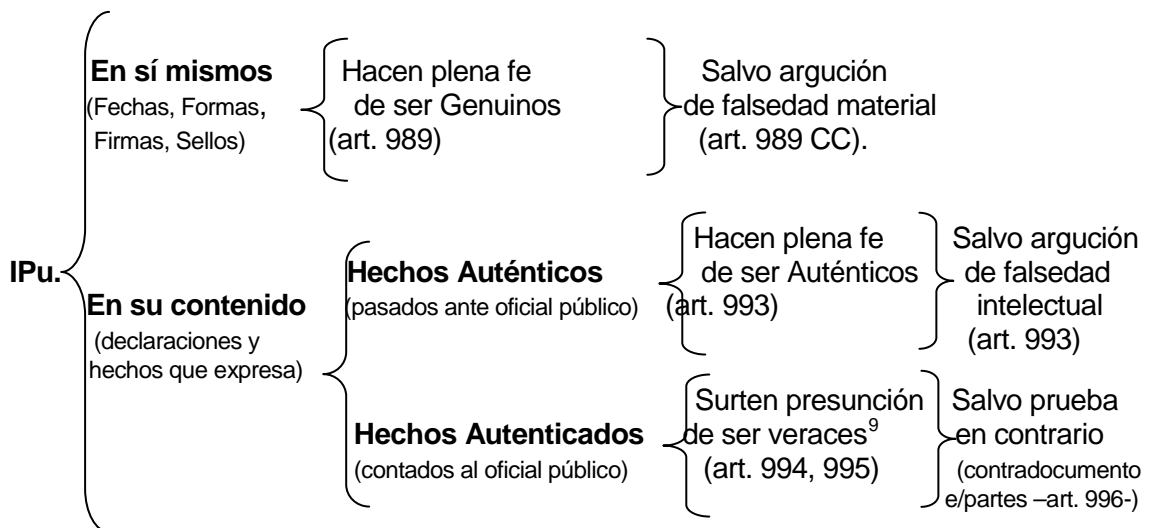 IPu.
En sí mismos
(Fechas, Formas,
Firmas, Sellos)
Hacen plena fe
de ser Genuinos
(art. 989)
Salvo argución
de falsedad material
(art. 989 CC).
En su contenido
(declaraciones y
hechos que expresa)
Hechos Auténticos
(pasados ante oficial público)
Hacen plena fe
de ser Auténticos
(art. 993)
Salvo argución
de falsedad
intelectual
(art. 993)
Hechos Autenticados
(contados al oficial público)
Surten presunción
de ser veraces⁹
(art. 994, 995)
Salvo prueba
en contrario
(contradocumento
e/partes –art. 996-)